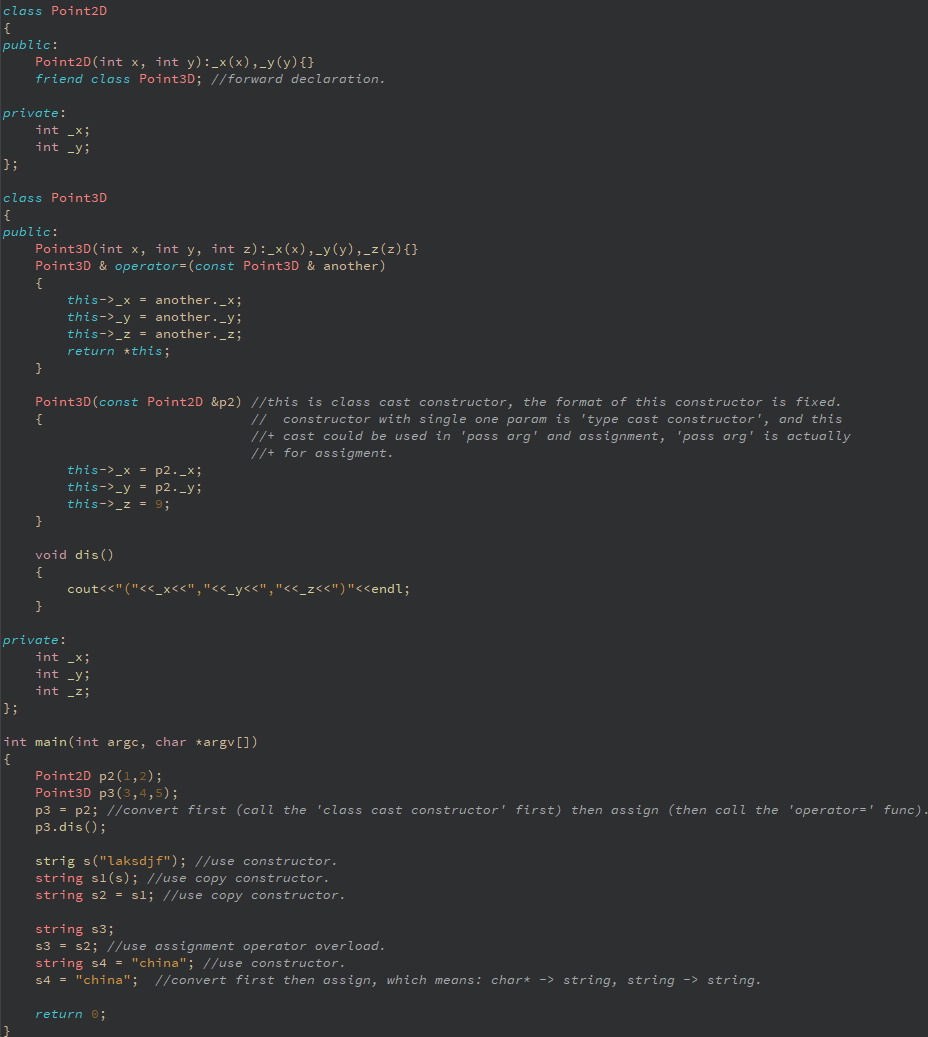 class Point2D
{
public:
    Point2D(int x, int y):_x(x),_y(y){}
    friend class Point3D; //forward declaration.

private:
    int _x;
    int _y;
};

class Point3D
{
public:
    Point3D(int x, int y, int z):_x(x),_y(y),_z(z){}
    Point3D & operator=(const Point3D & another)
    {
        this->_x = another._x;
        this->_y = another._y;
        this->_z = another._z;
        return *this;
    }

    Point3D(const Point2D &p2) //this is class cast constructor, the format of this constructor is fixed.
    {                          //  constructor with single one param is 'type cast constructor', and this
                               //+ cast could be used in 'pass arg' and assignment, 'pass arg' is actually
                               //+ for assigment.
        this->_x = p2._x;
        this->_y = p2._y;
        this->_z = 9;
    }

    void dis()
    {
        cout<<"("<<_x<<","<<_y<<","<<_z<<")"<<endl;
    }

private:
    int _x;
    int _y;
    int _z;
};

int main(int argc, char *argv[])
{
    Point2D p2(1,2);
    Point3D p3(3,4,5);
    p3 = p2; //convert first (call the 'class cast constructor' first) then assign (then call the 'operator=' func).
    p3.dis();

    strig s("laksdjf"); //use constructor.
    string s1(s); //use copy constructor.
    string s2 = s1; //use copy constructor.

    string s3;
    s3 = s2; //use assignment operator overload.
    string s4 = "china"; //use constructor.
    s4 = "china";  //convert first then assign, which means: char* -> string, string -> string.

    return 0;
}